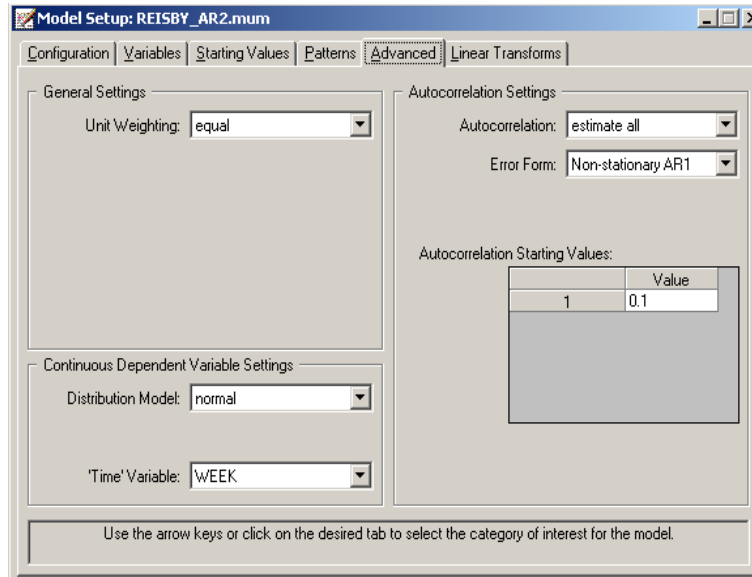 Model Setup: REISBY_AR2.mum
Configuration Variables Starting Values Patterns Advanced Linear Transforms
General Settings
Unit Weighting: equal
Continuous Dependent Variable Settings
Distribution Model: normal
'Time' Variable: WEEK
Autocorrelation Settings
Autocorrelation: estimate all
Error Form: Non-stationary AR1
Autocorrelation Starting Values:
Value
1 0.1
Use the arrow keys or click on the desired tab to select the category of interest for the model.